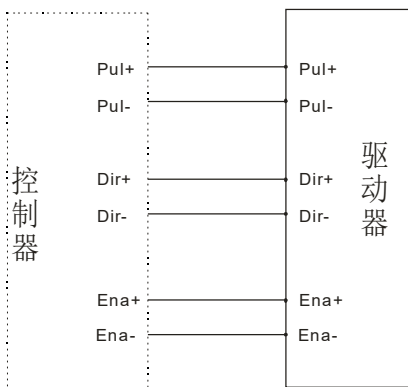 控制器
Pul+
Pul-
Dir+
Dir-
Ena+
Ena-
Pul+
Pul-
Dir+
Dir-
Ena+
Ena-
驱动器